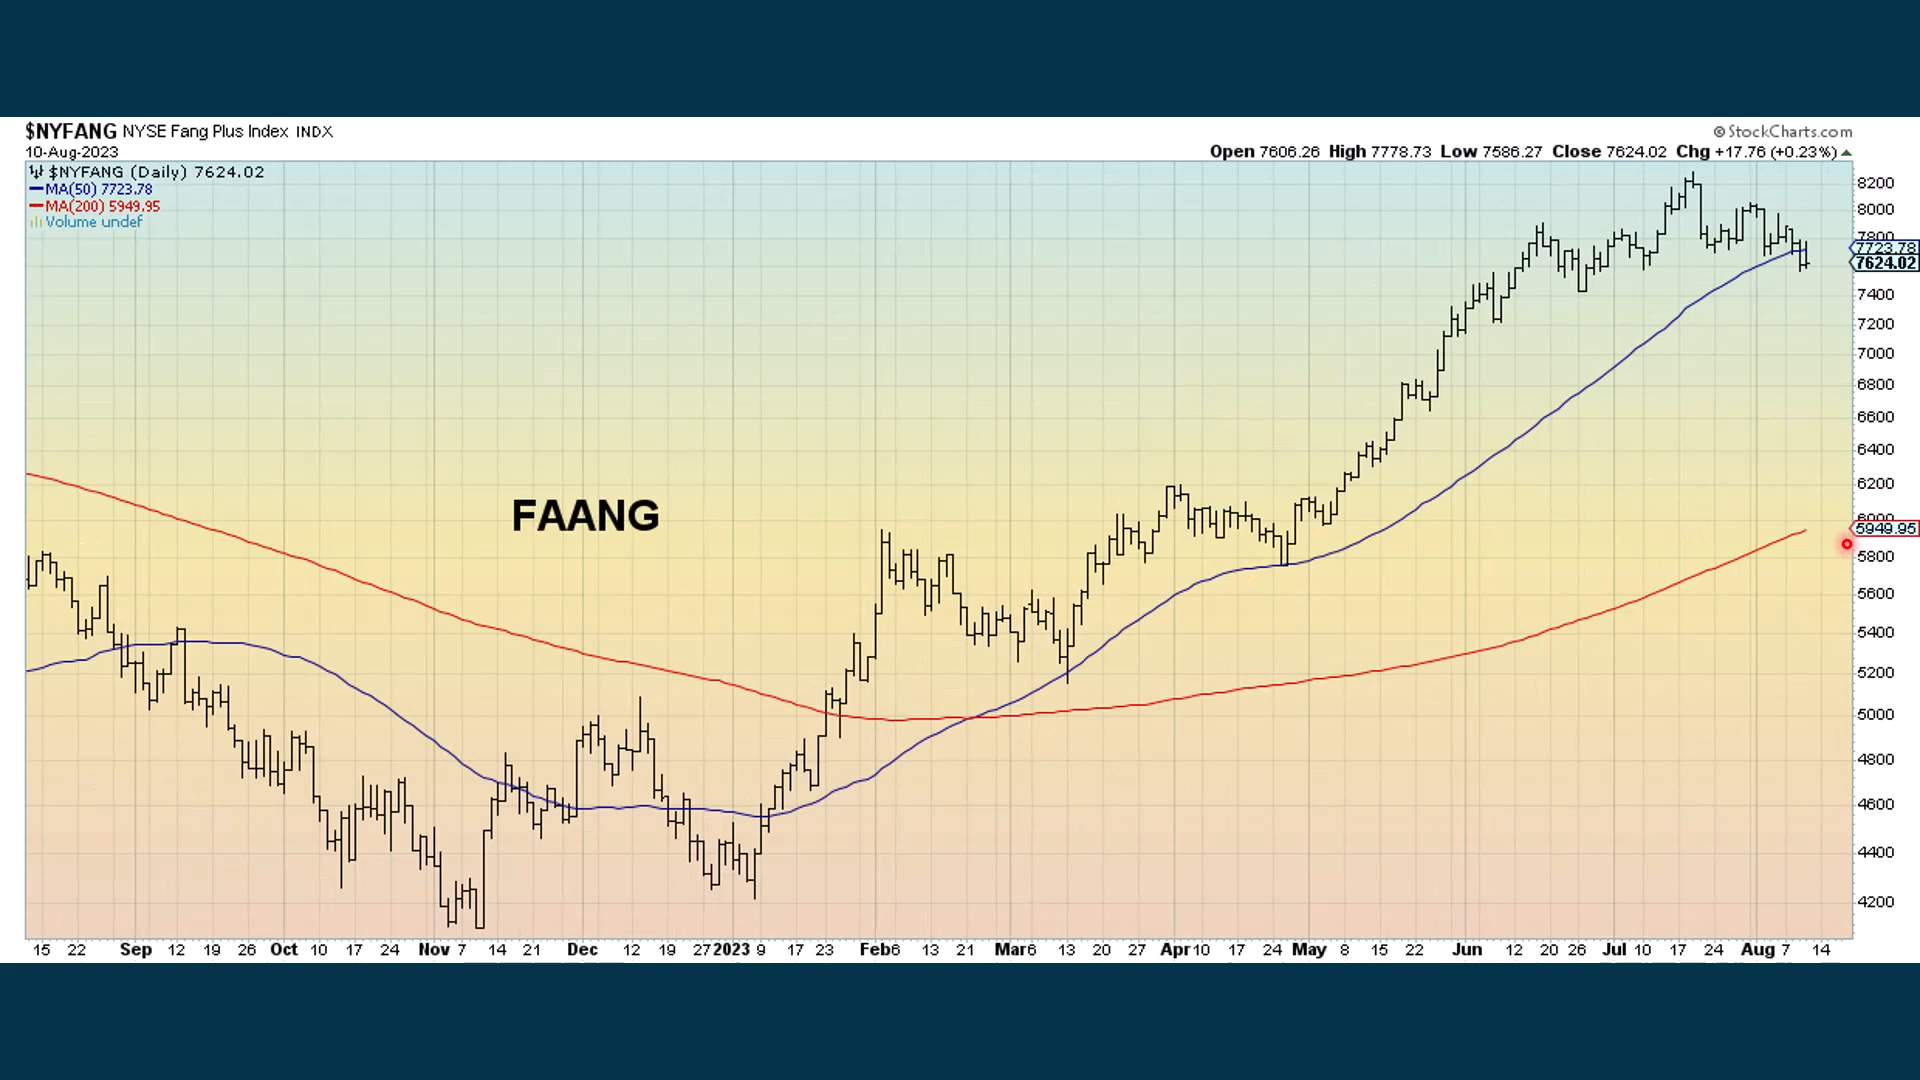 $NYFANG NYSE Fang Plus Index INDX
© StockCharts.com
10-Aug-2023
Open 7606.26 High 7778.73 Low 7586.27 Close 7624.02 Chg +17.76 (+0.23%)
$NYFANG (Daily) 7624.02
MA(50) 7723.78
MA(200) 5949.95
Volume undef
FAANG
8200
8000
7800
7723.78
7624.02
7400
7200
7000
6800
6600
6400
6200
6000
5949.95
5800
5600
5400
5200
5000
4800
4600
4400
4200
15 22 Sep 12 19 26 Oct 10 17 24 Nov 7 14 21 Dec 12 19 27 2023 9 17 23 Feb 6 13 21 Mar 6 13 20 27 Apr 10 17 24 May 8 15 22 Jun 12 20 26 Jul 10 17 24 Aug 7 14